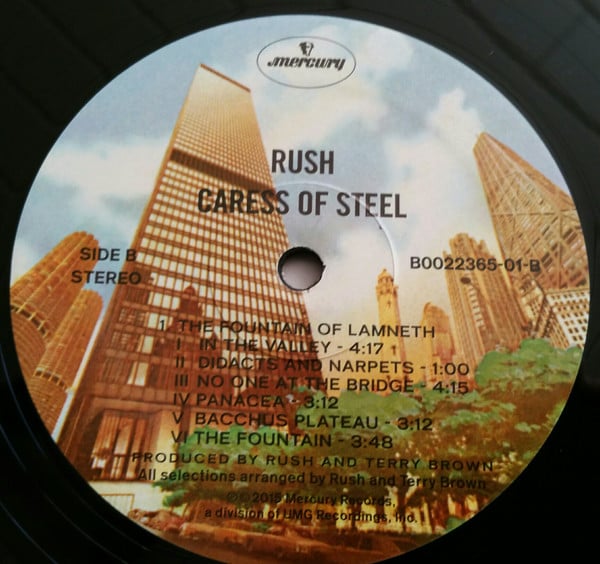 mercury
RUSH
CARESS OF STEEL
SIDE B
STEREO
B0022365-01-B
1. THE FOUNTAIN OF LAMNETH
I IN THE VALLEY - 4:17
II DIDACTS AND NARPETS - 1:00
III NO ONE AT THE BRIDGE - 4:15
IV PANACEA - 3:12
V BACCHUS PLATEAU - 3:12
VI THE FOUNTAIN - 3:48
PRODUCED BY RUSH AND TERRY BROWN
All selections arranged by Rush and Terry Brown
℗ © 2015 Mercury Records,
a division of UMG Recordings, Inc.